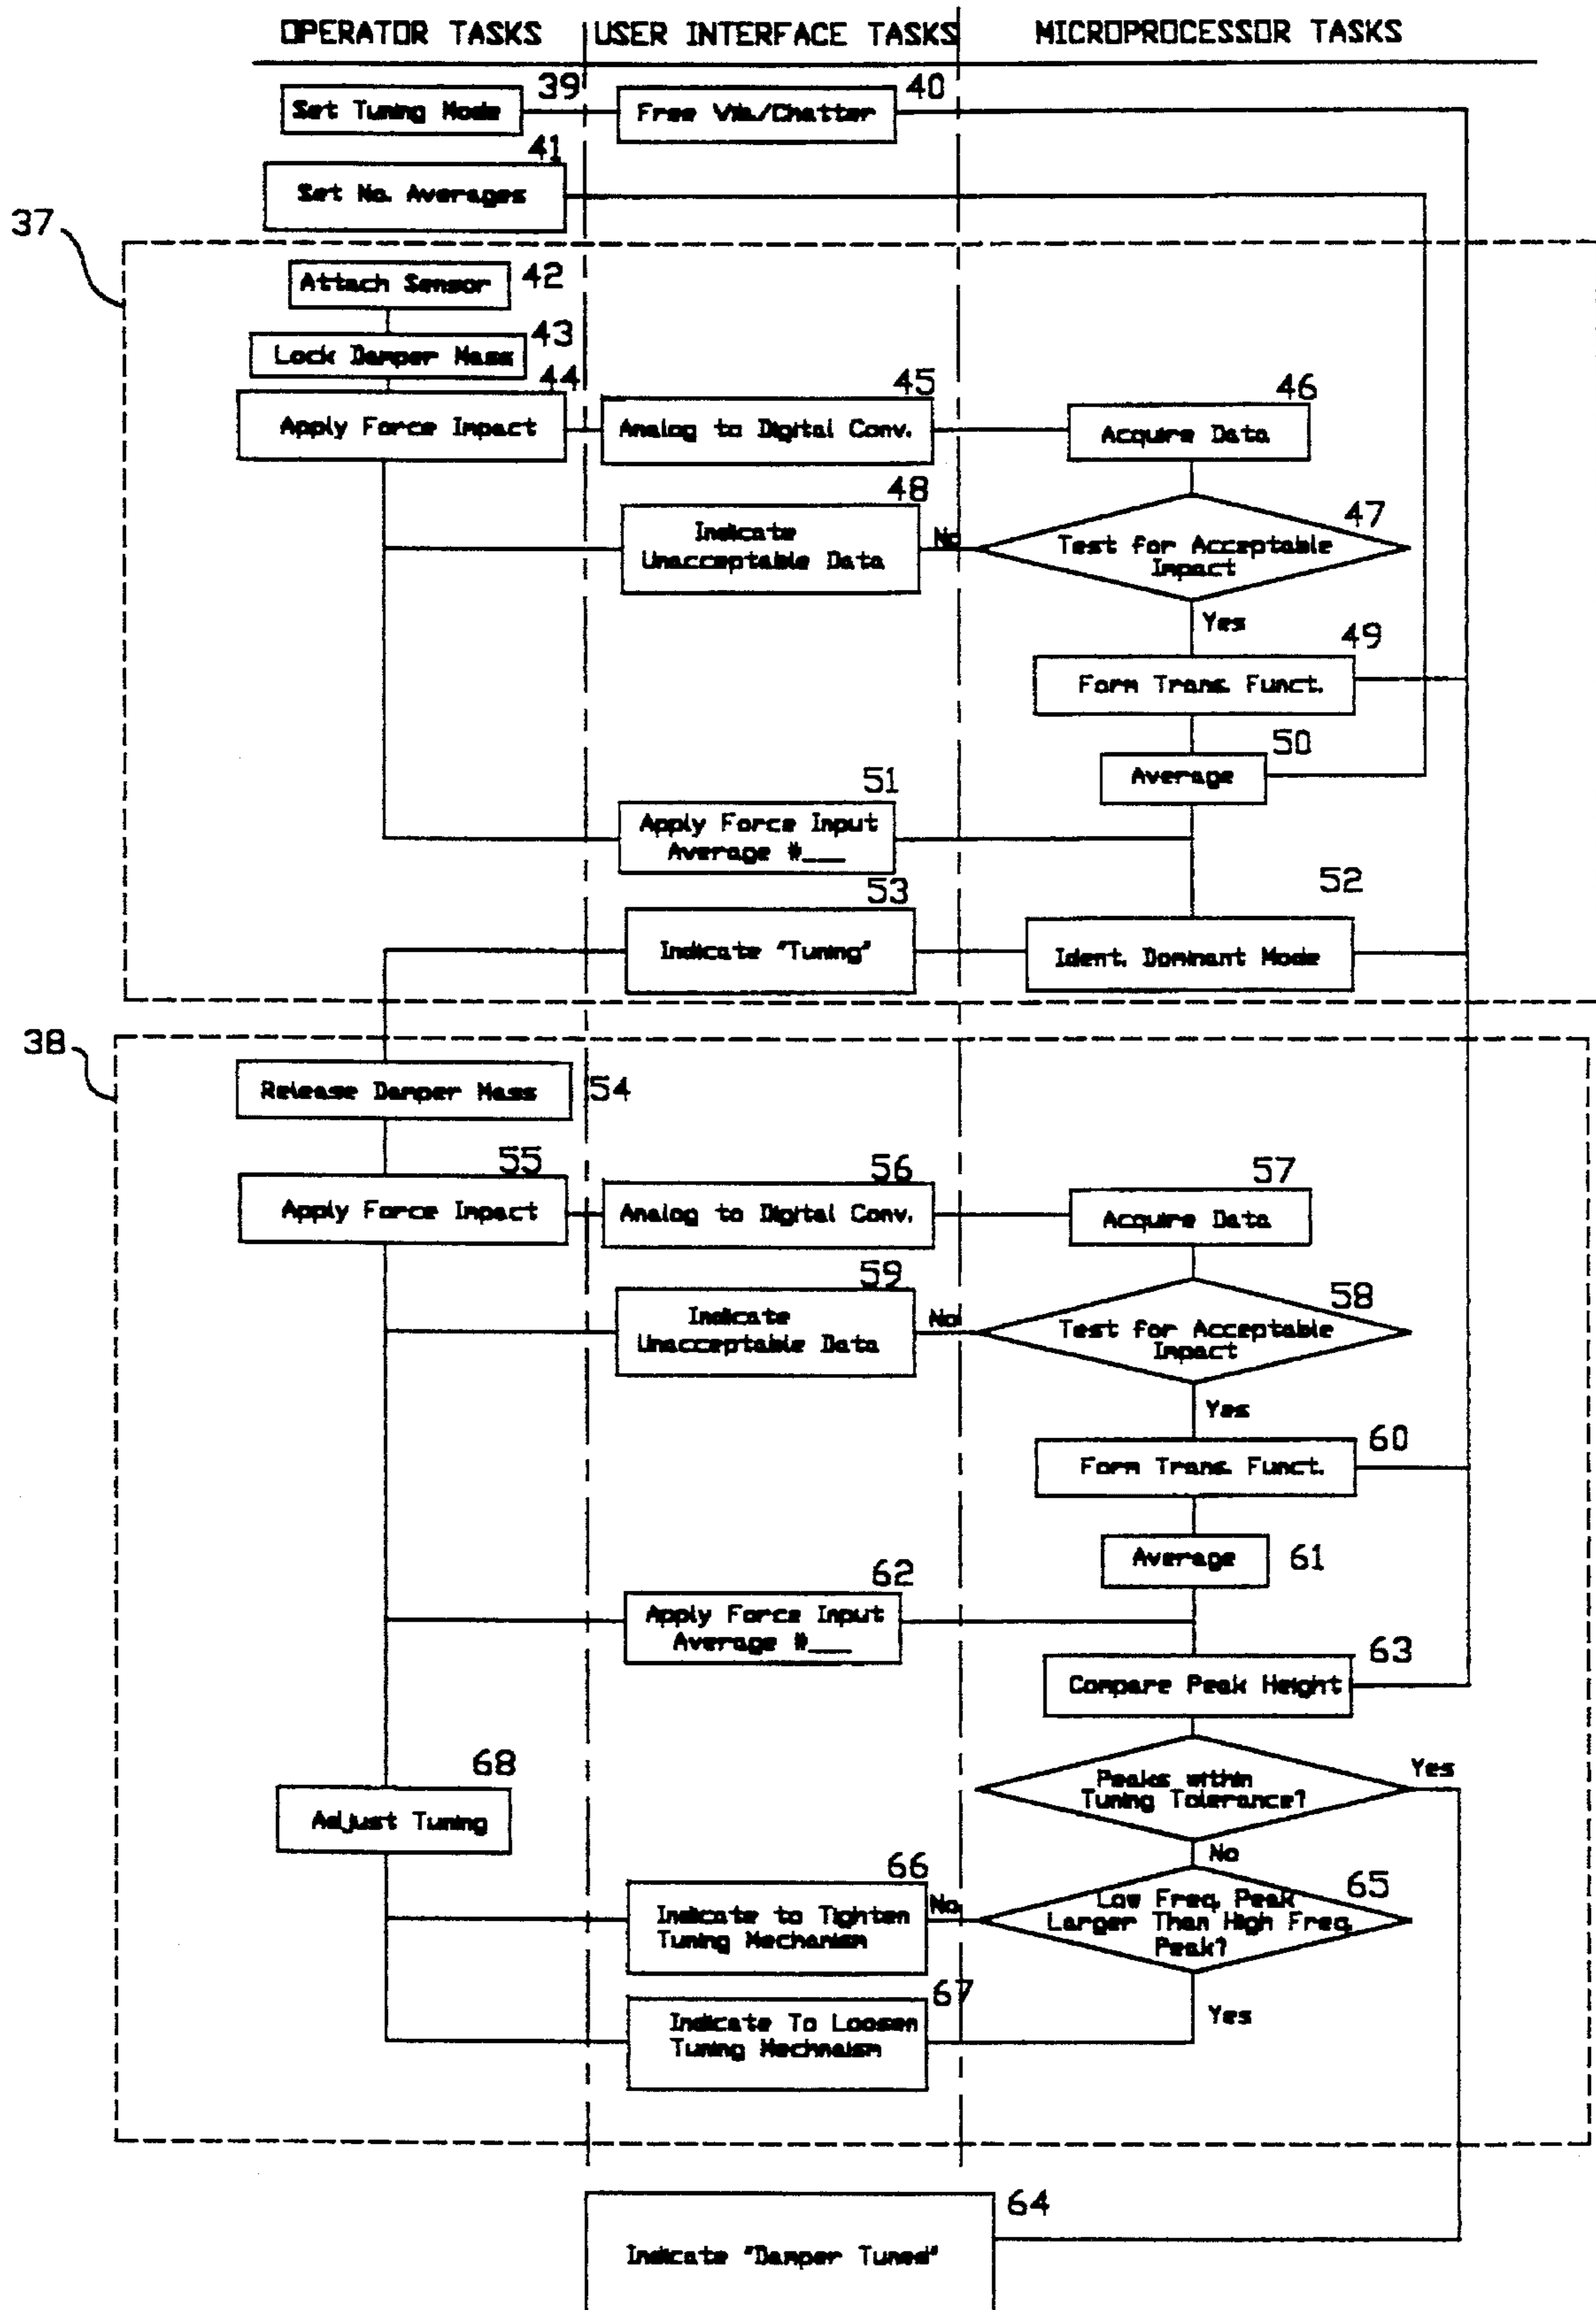 OPERATOR TASKS USER INTERFACE TASKS MICROPROCESSOR TASKS
39 40
Set Tuning Mode Free Vib./Chatter
41
Set No. Averages
37
Attach Sensor 42
43
Lock Damper Mass
44 45 46
Apply Force Impact Analog to Digital Conv. Acquire Data
48 47
Indicate
Unacceptable Data
No
Test for Acceptable
Impact
Yes
49
Form Trans. Funct.
50
Average
51
Apply Force Input
Average #___
53 52
Indicate "Tuning" Ident. Dominant Mode
38
Release Damper Mass 54
55 56 57
Apply Force Impact Analog to Digital Conv. Acquire Data
59 58
Indicate
Unacceptable Data
No
Test for Acceptable
Impact
Yes
60
Form Trans. Funct.
Average 61
62
Apply Force Input
Average #___
63
Compare Peak Height
68
Adjust Tuning
Peaks within
Tuning Tolerance?
Yes
No
66 65
Indicate to Tighten
Tuning Mechanism
No
Low Freq. Peak
Larger Than High Freq.
Peak?
67
Indicate To Loosen
Tuning Mechnaism
Yes
64
Indicate "Damper Tuned"